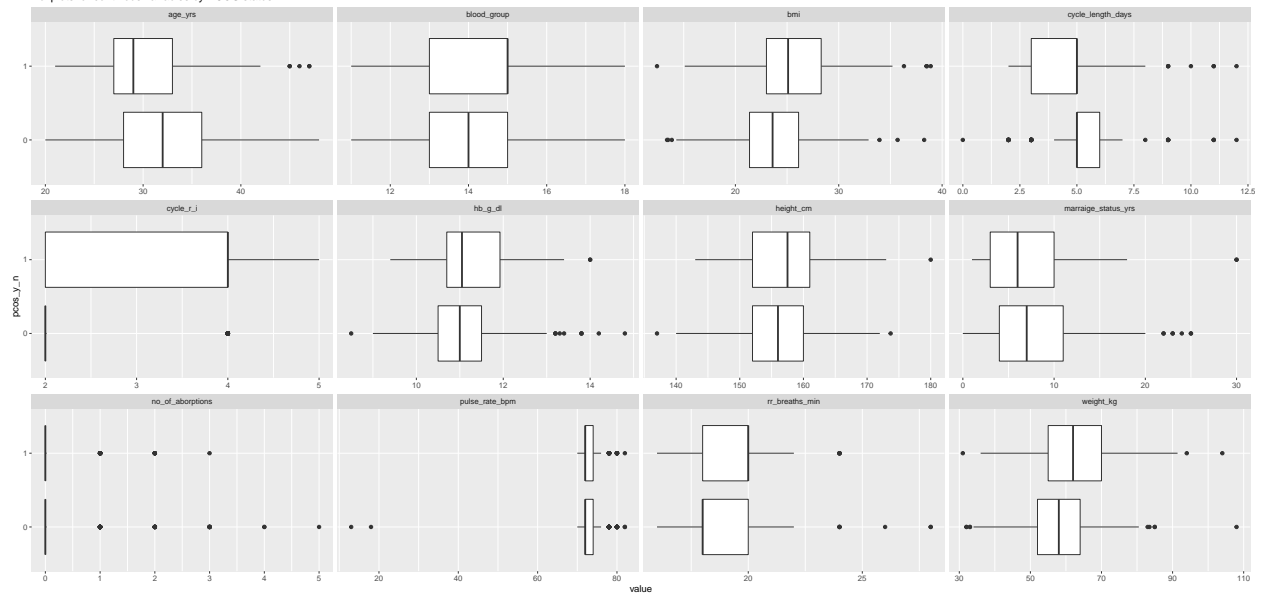 age_yrs blood_group bmi cycle_length_days
1
0
20 30 40 12 14 16 18 20 30 40 0.0 2.5 5.0 7.5 10.0 12.5
cycle_r_i hb_g_dl height_cm marraige_status_yrs
1
pcos_y_n
0
2 3 4 5 10 12 14 140 150 160 170 180 0 10 20 30
no_of_aborptions pulse_rate_bpm rr_breaths_min weight_kg
1
0
0 1 2 3 4 5 20 40 60 80 20 25 30 50 70 90 110
value